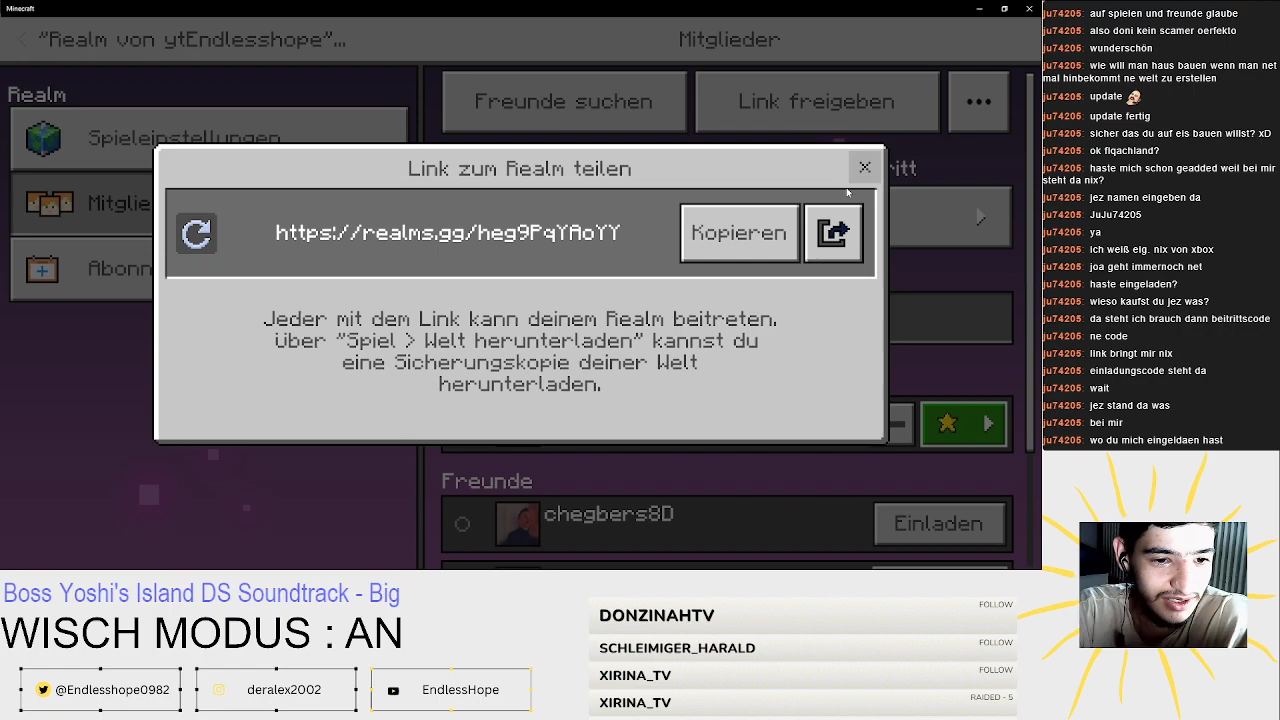 Minecraft
"Realm von ytEndlesshope"...
Mitglieder
Realm
Spieleinstellungen
Mitglie
Abonn
Freunde suchen
Link freigeben
•••
ritt
Link zum Realm teilen
https://realms.gg/heg9PqYAoYY
Kopieren
Jeder mit dem Link kann deinem Realm beitreten.
Über "Spiel > Welt herunterladen" kannst du
eine Sicherungskopie deiner Welt
herunterladen.
Freunde
chegbers8D
Einladen
ju74205: auf spielen und freunde glaube
ju74205: also doni kein scamer oerfekto
ju74205: wunderschön
ju74205: wie will man haus bauen wenn man net
mal hinbekommt ne welt zu erstellen
ju74205: update
ju74205: update fertig
ju74205: sicher das du auf eis bauen willst? xD
ju74205: ok flqachland?
ju74205: haste mich schon geadded weil bei mir
steht da nix?
ju74205: jez namen eingeben da
ju74205: JuJu74205
ju74205: ya
ju74205: ich weiß elg. nix von xbox
ju74205: joa geht immernoch net
ju74205: haste eingeladen?
ju74205: wieso kaufst du jez was?
ju74205: da steht ich brauch dann beitrittscode
ju74205: ne code
ju74205: link bringt mir nix
ju74205: einladungscode steht da
ju74205: wait
ju74205: jez stand da was
ju74205: bei mir
ju74205: wo du mich eingeldaen hast
Boss Yoshi's Island DS Soundtrack - Big
WISCH MODUS : AN
@Endlesshope0982
deralex2002
EndlessHope
DONZINAHTV FOLLOW
SCHLEIMIGER_HARALD FOLLOW
XIRINA_TV FOLLOW
XIRINA_TV RAIDED - 5